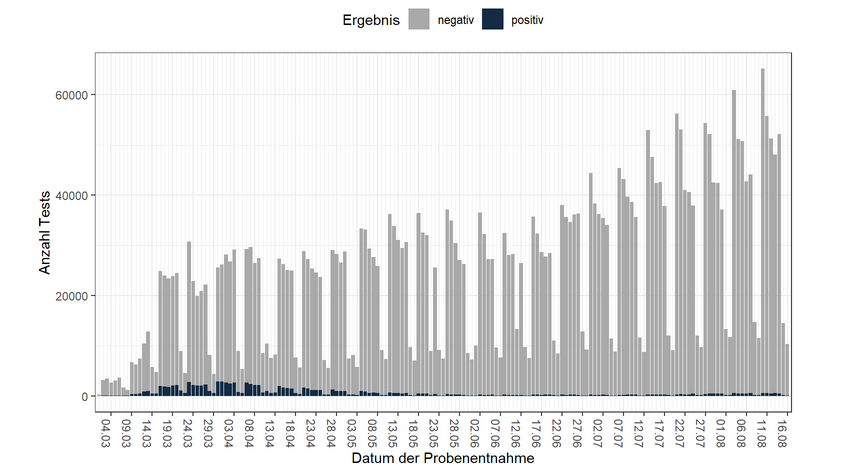 Ergebnis negativ positiv
Anzahl Tests
60000
40000
20000
0
04.03 09.03 14.03 19.03 24.03 29.03 03.04 08.04 13.04 18.04 23.04 28.04 03.05 08.05 13.05 18.05 23.05 28.05 02.06 07.06 12.06 17.06 22.06 27.06 02.07 07.07 12.07 17.07 22.07 27.07 01.08 06.08 11.08 16.08
Datum der Probenentnahme